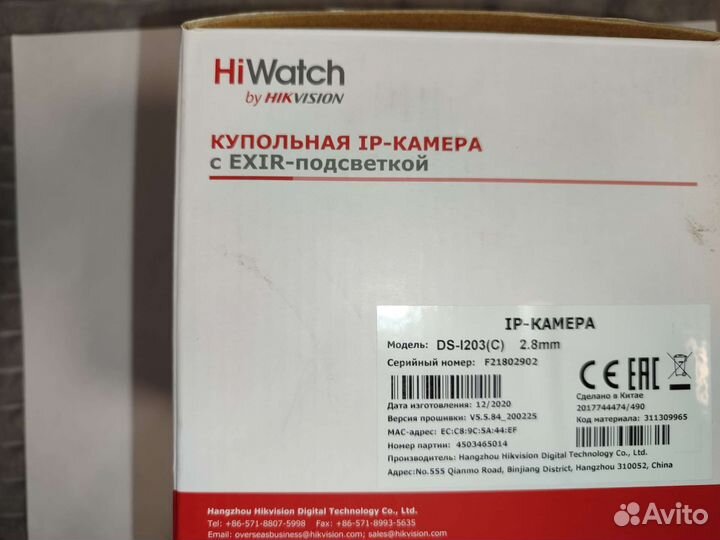 HiWatch
by HIKVISION
КУПОЛЬНАЯ IP-КАМЕРА
с EXIR-подсветкой
IP-КАМЕРА
Модель: DS-I203(C) 2.8mm
Серийный номер: F21802902
Дата изготовления: 12/2020
Версия прошивки: V5.5.84_200225
MAC-адрес: EC:C8:9C:5A:44:EF
Номер партии: 4503465014
CE EAC
Сделано в Китае
2017744474/490
Код материала: 311309965
Производитель: Hangzhou Hikvision Digital Technology Co., Ltd.
Адрес:No.555 Qianmo Road, Binjiang District, Hangzhou 310052, China
Hangzhou Hikvision Digital Technology Co., Ltd.
Tel: +86-571-8807-5998 Fax: +86-571-8993-5635
Email: overseasbusiness@hikvision.com; sales@hikvision.com
Avito